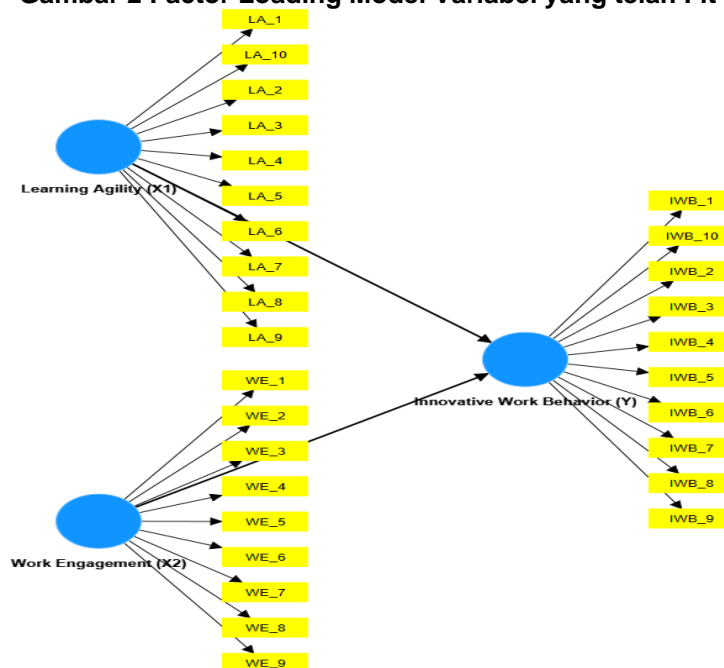 Gambar 2 Factor Loading Model Variabel yang telah Fit
LA_1
LA_10
LA_2
LA_3
LA_4
LA_5
LA_6
LA_7
LA_8
LA_9
Learning Agility (X1)
WE_1
WE_2
WE_3
WE_4
WE_5
WE_6
WE_7
WE_8
WE_9
Work Engagement (X2)
IWB_1
IWB_10
IWB_2
IWB_3
IWB_4
IWB_5
IWB_6
IWB_7
IWB_8
IWB_9
Innovative Work Behavior (Y)